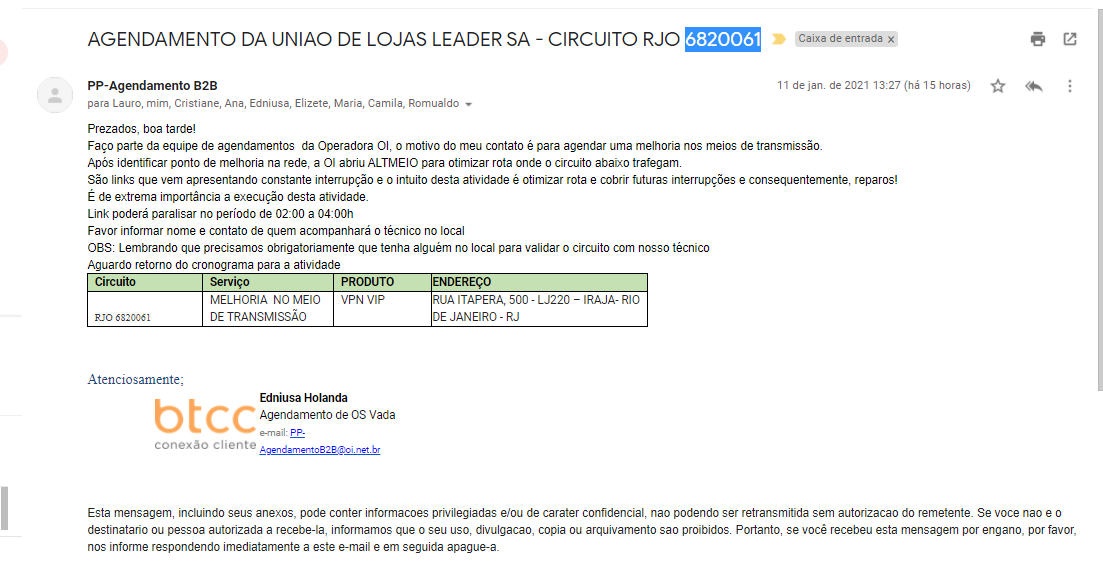 AGENDAMENTO DA UNIAO DE LOJAS LEADER SA - CIRCUITO RJO 6820061 Caixa de entrada x
PP-Agendamento B2B 11 de jan. de 2021 13:27 (há 15 horas)
para Lauro, mim, Cristiane, Ana, Edniusa, Elizete, Maria, Camila, Romualdo
Prezados, boa tarde!
Faço parte da equipe de agendamentos da Operadora OI, o motivo do meu contato é para agendar uma melhoria nos meios de transmissão.
Após identificar ponto de melhoria na rede, a OI abriu ALTMEIO para otimizar rota onde o circuito abaixo trafegam.
São links que vem apresentando constante interrupção e o intuito desta atividade é otimizar rota e cobrir futuras interrupções e consequentemente, reparos!
É de extrema importância a execução desta atividade.
Link poderá paralisar no período de 02:00 a 04:00h
Favor informar nome e contato de quem acompanhará o técnico no local
OBS: Lembrando que precisamos obrigatoriamente que tenha alguém no local para validar o circuito com nosso técnico
Aguardo retorno do cronograma para a atividade
Circuito Serviço PRODUTO ENDEREÇO
MELHORIA NO MEIO VPN VIP RUA ITAPERA, 500 - LJ220 – IRAJA- RIO
RJO 6820061 DE TRANSMISSÃO DE JANEIRO - RJ
Atenciosamente;
Edniusa Holanda
btcc Agendamento de OS Vada
e-mail: PP-
conexão cliente AgendamentoB2B@oi.net.br
Esta mensagem, incluindo seus anexos, pode conter informacoes privilegiadas e/ou de carater confidencial, nao podendo ser retransmitida sem autorizacao do remetente. Se voce nao e o
destinatario ou pessoa autorizada a recebe-la, informamos que o seu uso, divulgacao, copia ou arquivamento sao proibidos. Portanto, se você recebeu esta mensagem por engano, por favor,
nos informe respondendo imediatamente a este e-mail e em seguida apague-a.